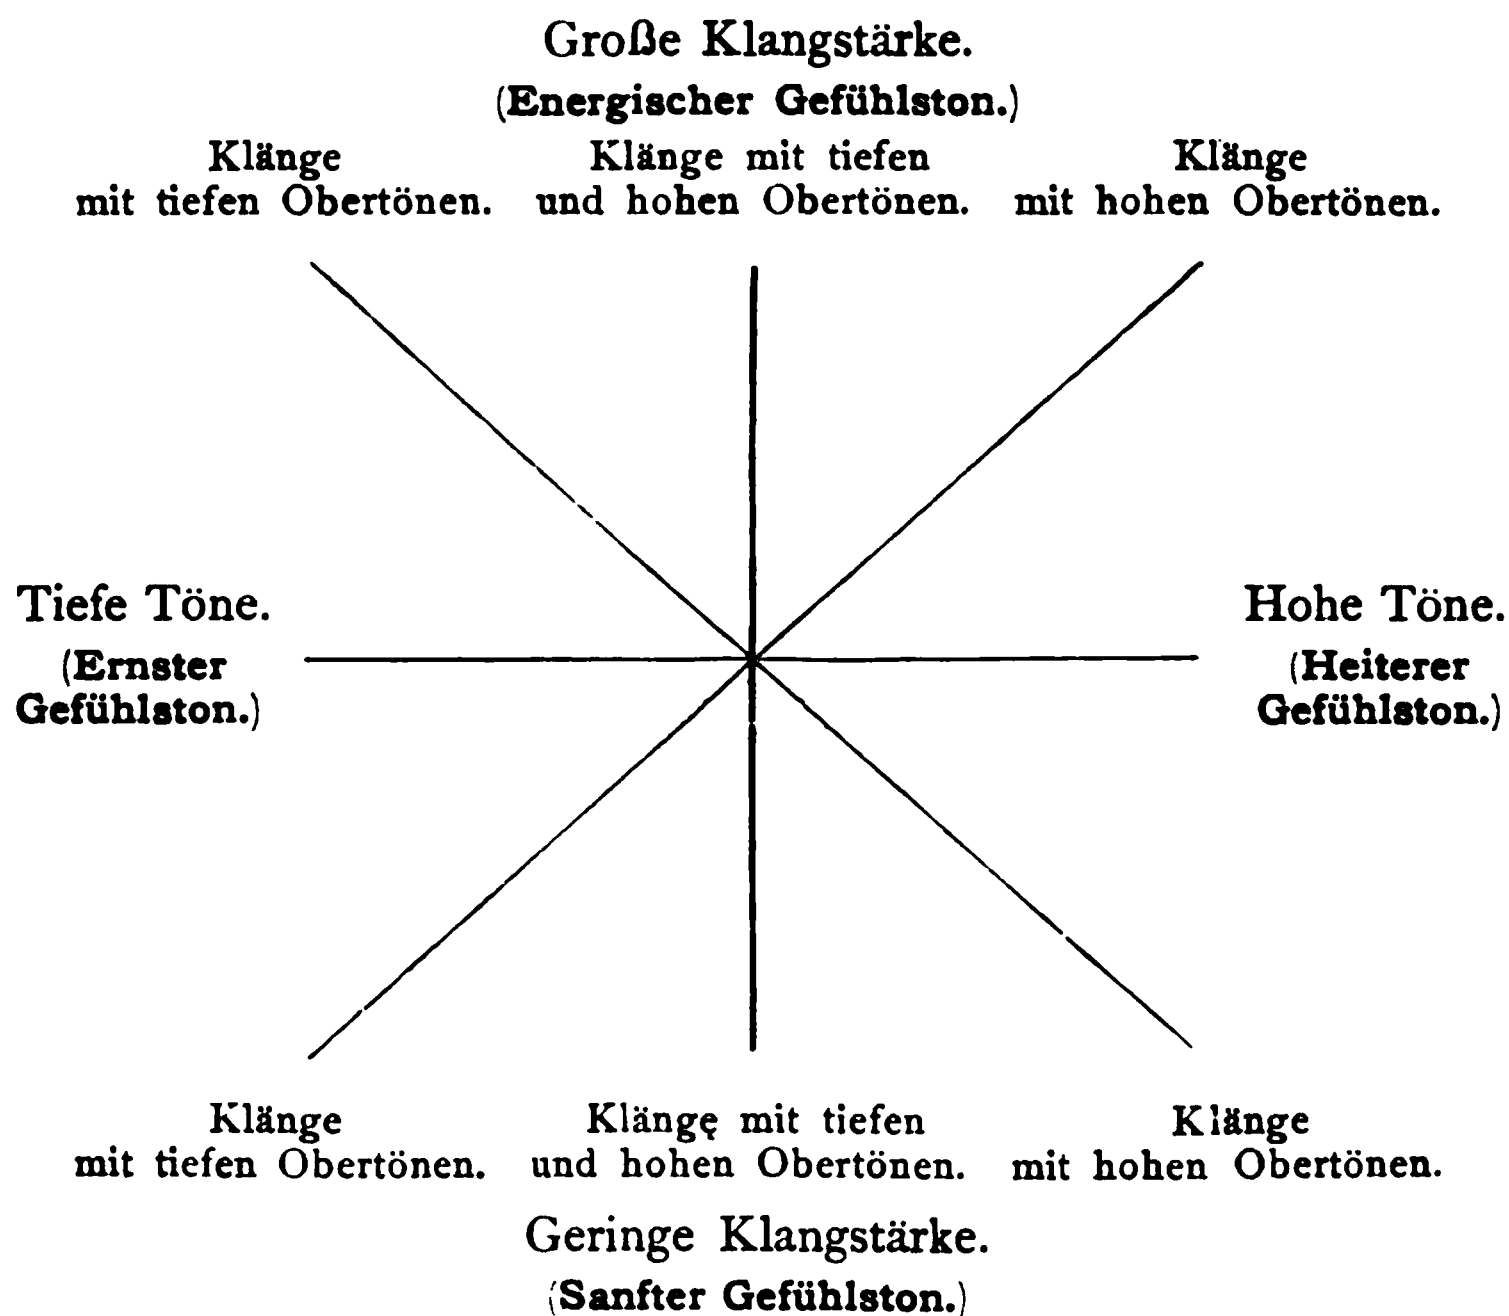 Große Klangstärke.
(Energischer Gefühlston.)
Klänge
mit tiefen Obertönen.
Klänge mit tiefen
und hohen Obertönen.
Klänge
mit hohen Obertönen.
Tiefe Töne.
(Ernster
Gefühlston.)
Hohe Töne.
(Heiterer
Gefühlston.)
Klänge
mit tiefen Obertönen.
Klänge mit tiefen
und hohen Obertönen.
Klänge
mit hohen Obertönen.
Geringe Klangstärke.
(Sanfter Gefühlston.)